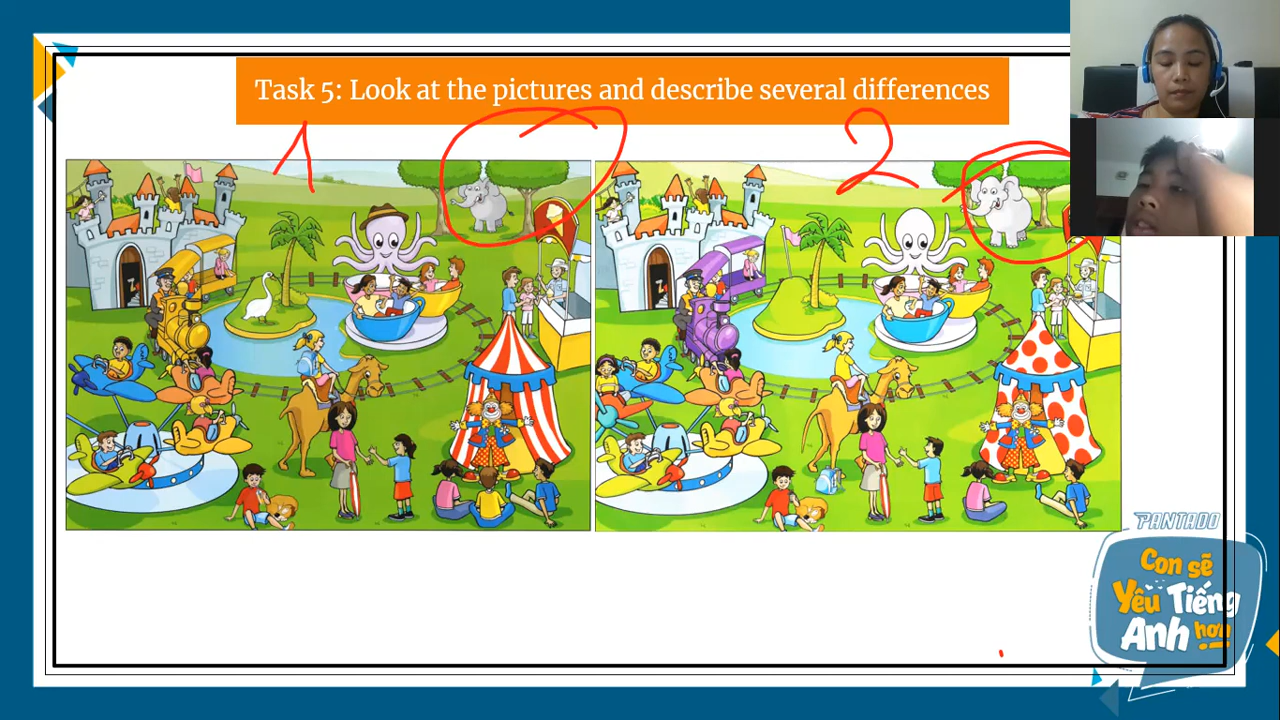 Task 5: Look at the pictures and describe several differences
1
2
Z
Z
PANTADO
Con sẽ
Yêu Tiếng
Anh hơn